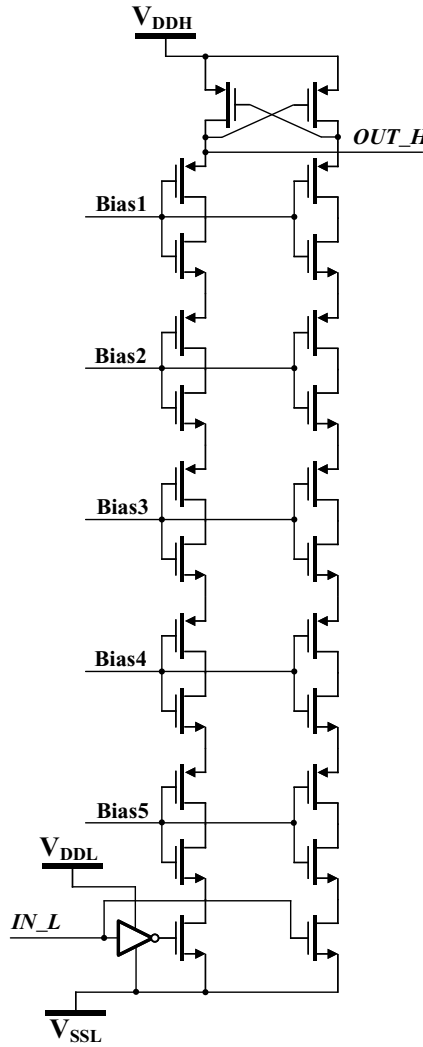 VDDH
OUT_H
Bias1
Bias2
Bias3
Bias4
Bias5
VDDL
IN_L
VSSL